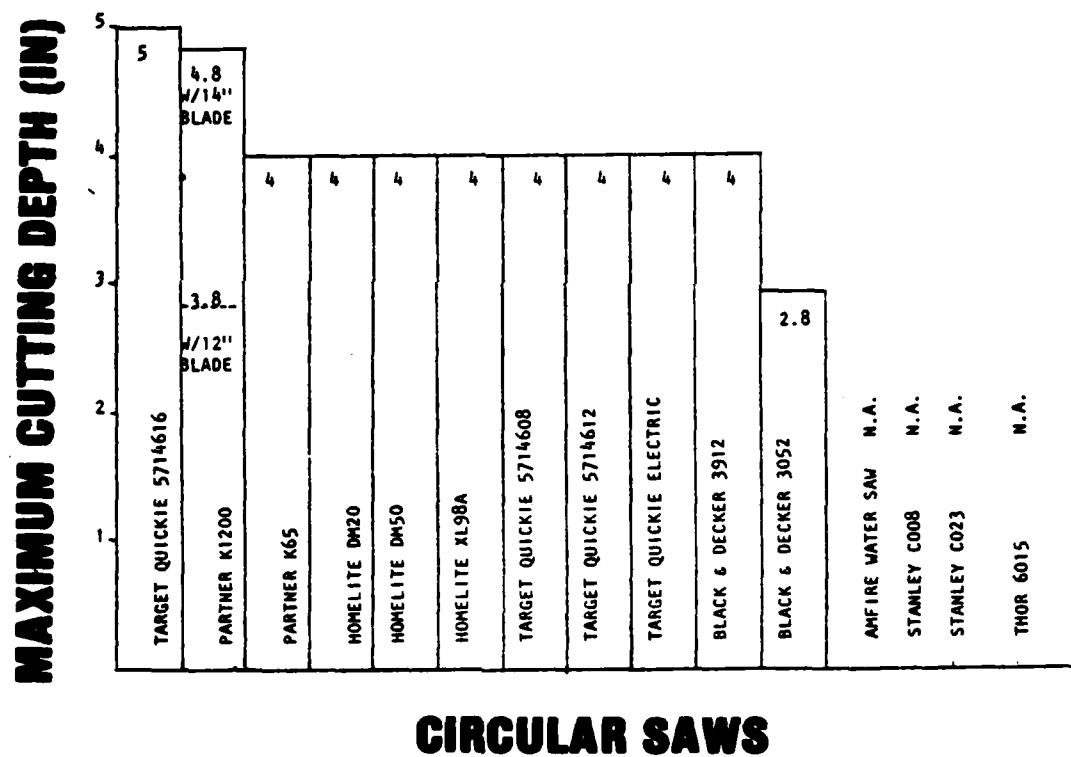 MAXIMUM CUTTING DEPTH (IN)
5
4
3
2
1
5
4.8
W/14"
BLADE
3.8
W/12"
BLADE
4
4
4
4
4
4
4
4
2.8
TARGET QUICKIE 5714616
PARTNER K1200
PARTNER K65
HOMELITE DM20
HOMELITE DM50
HOMELITE XL98A
TARGET QUICKIE 5714608
TARGET QUICKIE 5714612
TARGET QUICKIE ELECTRIC
BLACK & DECKER 3912
BLACK & DECKER 3052
AMFIRE WATER SAW N.A.
STANLEY CO08 N.A.
STANLEY CO23 N.A.
THOR 6015 N.A.
CIRCULAR SAWS